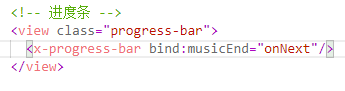 <!-- 进度条 -->
<view class="progress-bar">
<x-progress-bar bind:musicEnd="onNext"/>
</view>